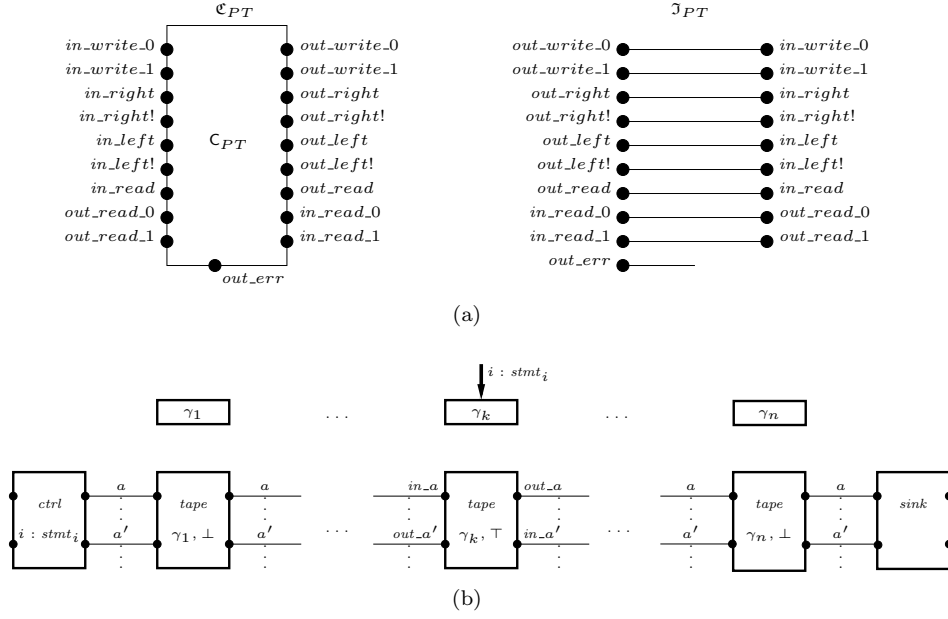 ℭ_PT ℑ_PT
in_write_0 out_write_0 out_write_0 in_write_0
in_write_1 out_write_1 out_write_1 in_write_1
in_right out_right out_right in_right
in_right! out_right! out_right! in_right!
in_left C_PT out_left out_left in_left
in_left! out_left! out_left! in_left!
in_read out_read out_read in_read
out_read_0 in_read_0 in_read_0 out_read_0
out_read_1 in_read_1 in_read_1 out_read_1
out_err out_err
(a)
i : stmt_i
γ_1 ... γ_k ... γ_n
a a in_a out_a a a
ctrl tape tape tape sink
i : stmt_i a′ γ_1, ⊥ a′ ... out_a′ γ_k, ⊤ in_a′ ... a′ γ_n, ⊥ a′
(b)